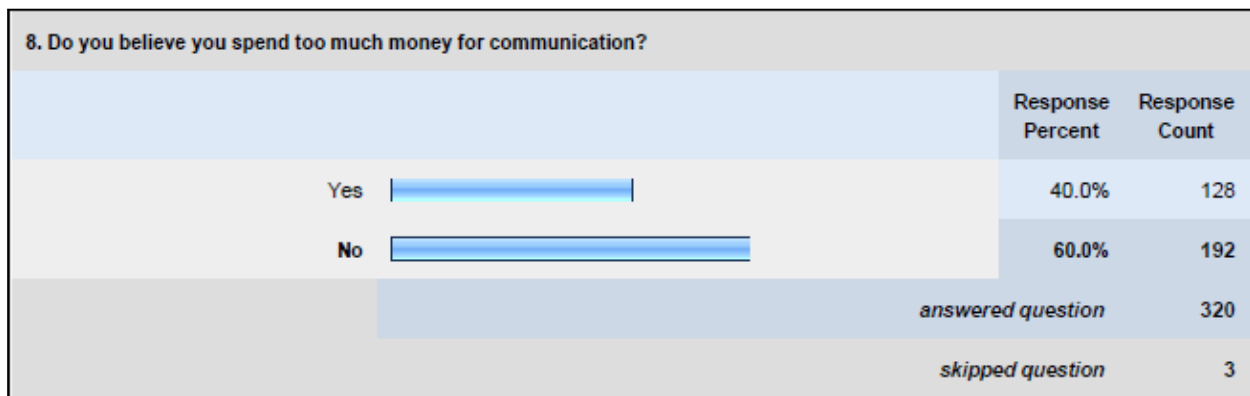 8. Do you believe you spend too much money for communication?
Response Percent Response Count
Yes 40.0% 128
No 60.0% 192
answered question 320
skipped question 3